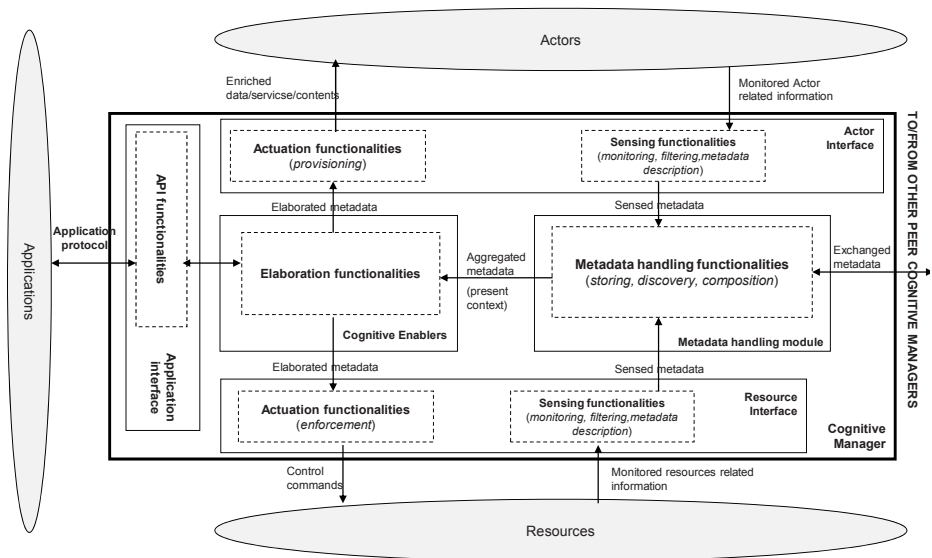 Actors
Enriched
data/servicse/contents
Monitored Actor
related information
TO/FROM OTHER PEER COGNITIVE MANAGERS
Actor
Interface
Actuation functionalities
(provisioning)
Sensing functionalities
(monitoring, filtering,metadata
description)
API functionalities
Elaborated metadata
Sensed metadata
Applications
Application
protocol
Elaboration functionalities
Aggregated
metadata
(present
context)
Metadata handling functionalities
(storing, discovery, composition)
Exchanged
metadata
Cognitive Enablers
Metadata handling module
Application
interface
Elaborated metadata
Sensed metadata
Actuation functionalities
(enforcement)
Sensing functionalities
(monitoring, filtering,metadata
description)
Resource
Interface
Cognitive
Manager
Control
commands
Monitored resources related
information
Resources